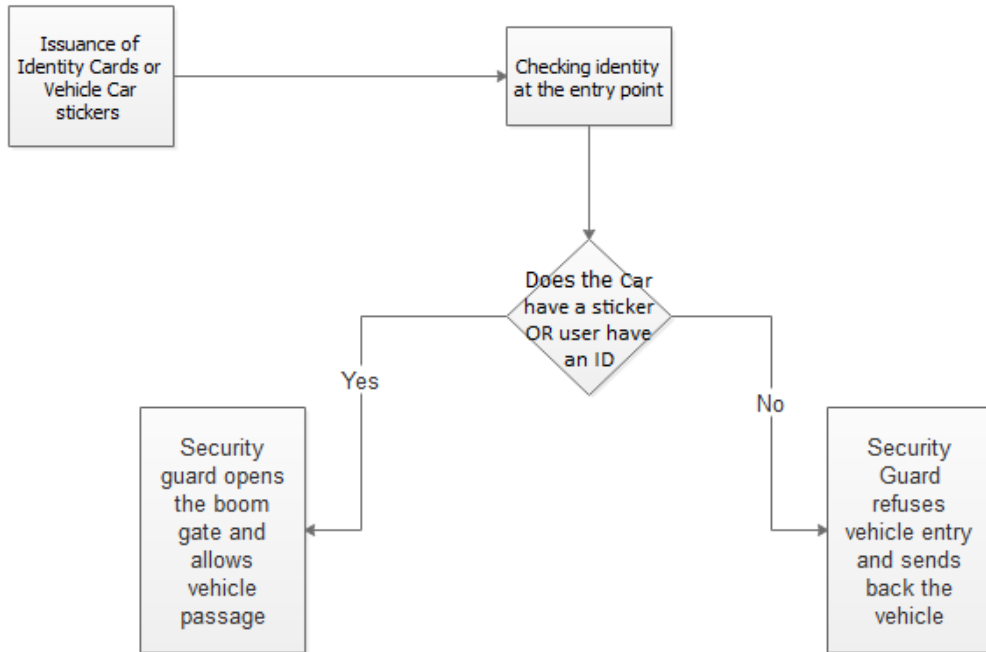 Issuance of
Identity Cards or
Vehicle Car
stickers
Checking identity
at the entry point
Does the Car
have a sticker
OR user have
an ID
Yes
No
Security
guard opens
the boom
gate and
allows
vehicle
passage
Security
Guard
refuses
vehicle entry
and sends
back the
vehicle